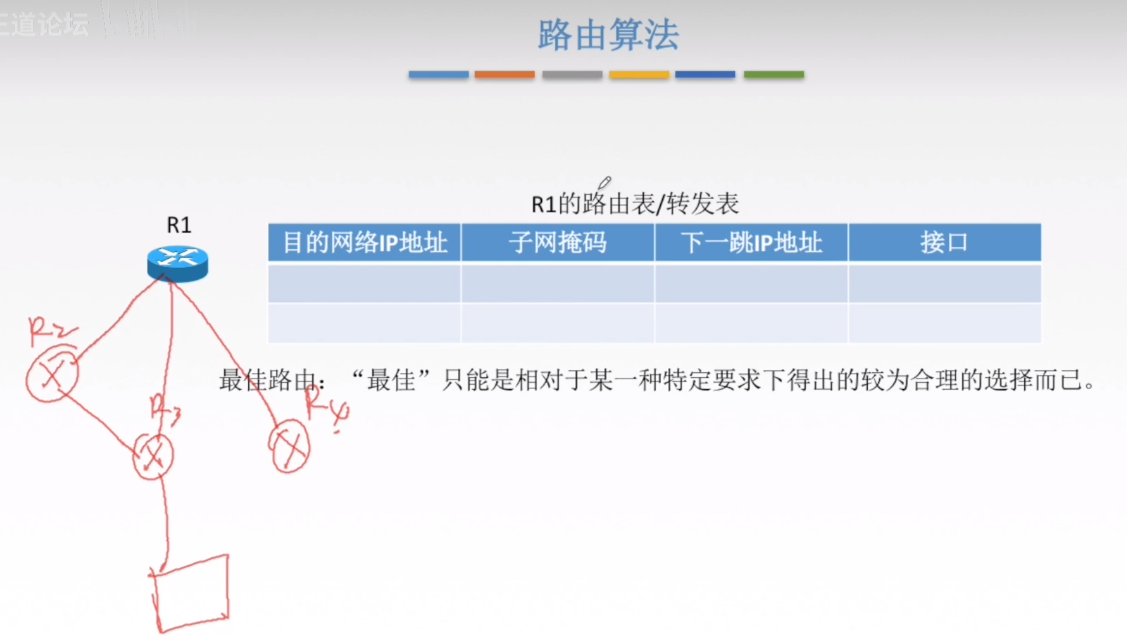 王道论坛
路由算法
R1的路由表/转发表
R1
目的网络IP地址 子网掩码 下一跳IP地址 接口
R2
最佳路由：“最佳”只能是相对于某一种特定要求下得出的较为合理的选择而已。
R3
R4